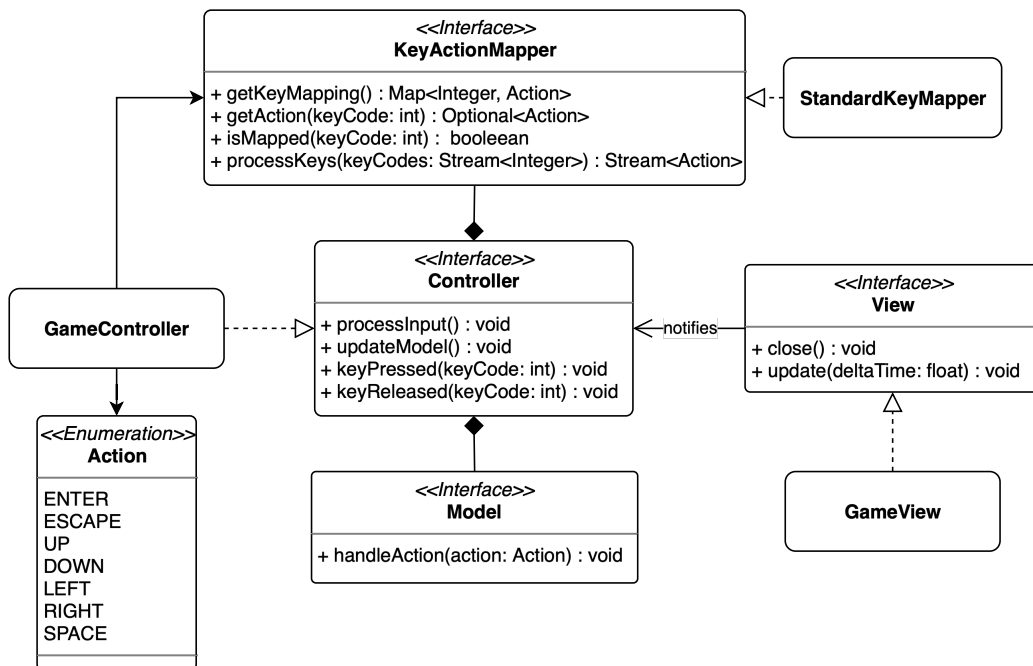 <<Interface>>
KeyActionMapper
+ getKeyMapping() : Map<Integer, Action>
+ getAction(keyCode: int) : Optional<Action>
+ isMapped(keyCode: int) :  booleean
+ processKeys(keyCodes: Stream<Integer>) : Stream<Action>
StandardKeyMapper
<<Interface>>
Controller
+ processInput() : void
+ updateModel() : void
+ keyPressed(keyCode: int) : void
+ keyReleased(keyCode: int) : void
GameController
notifies
<<Interface>>
View
+ close() : void
+ update(deltaTime: float) : void
<<Enumeration>>
Action
ENTER
ESCAPE
UP
DOWN
LEFT
RIGHT
SPACE
<<Interface>>
Model
+ handleAction(action: Action) : void
GameView